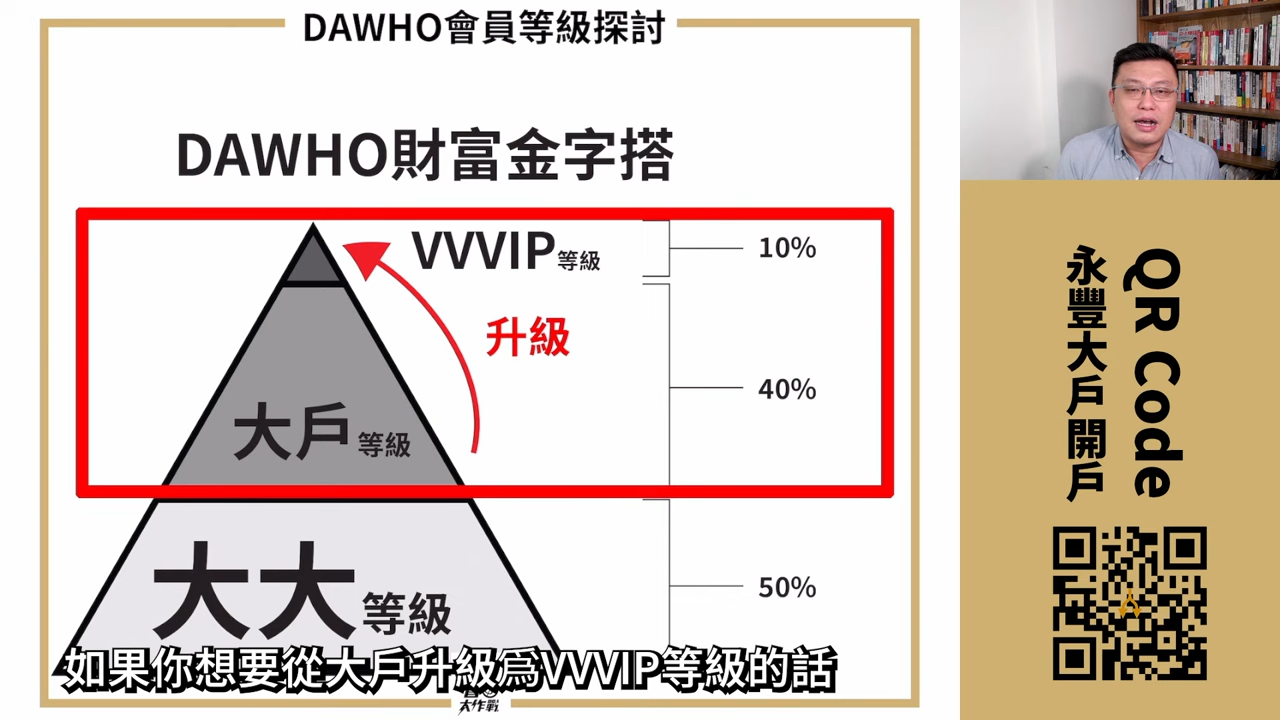 DAWHO會員等級探討
DAWHO財富金字搭
VVVIP等級
10%
升級
40%
大戶等級
大大等級
50%
如果你想要從大戶升級爲VVVIP等級的話
大作戰
QR Code
永豐大戶開戶